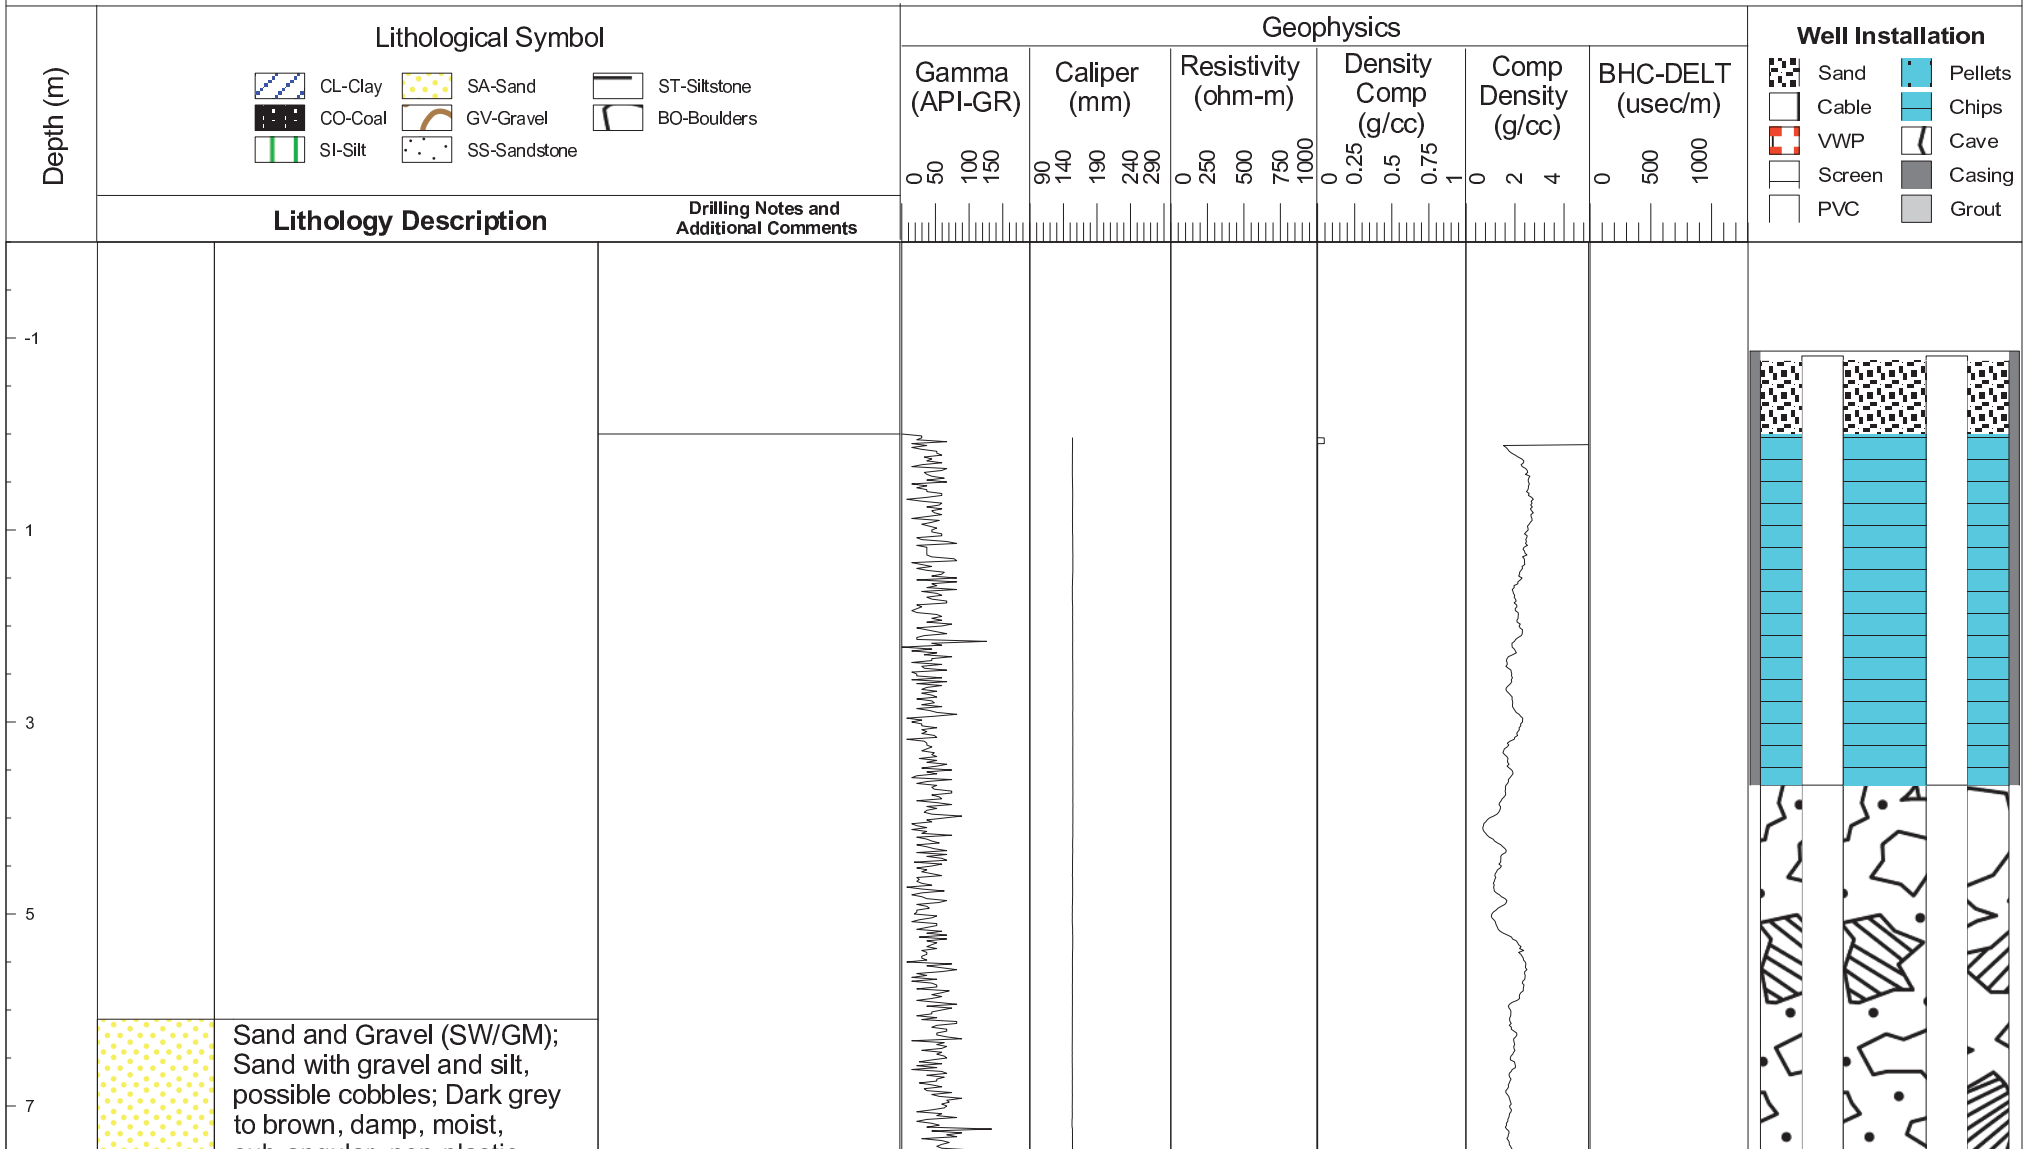 Depth (m)
Lithological Symbol
CL-Clay
SA-Sand
ST-Siltstone
CO-Coal
GV-Gravel
BO-Boulders
SI-Silt
SS-Sandstone
Lithology Description
Drilling Notes and
Additional Comments
Geophysics
Gamma
(API-GR)
0 50 100 150
Caliper
(mm)
90 140 190 240 290
Resistivity
(ohm-m)
0 250 500 750 1000
Density
Comp
(g/cc)
0 0.25 0.5 0.75 1
Comp
Density
(g/cc)
0 2 4
BHC-DELT
(usec/m)
0 500 1000
Well Installation
Sand
Pellets
Cable
Chips
VWP
Cave
Screen
Casing
PVC
Grout
-1
1
3
5
7
Sand and Gravel (SW/GM);
Sand with gravel and silt,
possible cobbles; Dark grey
to brown, damp, moist,